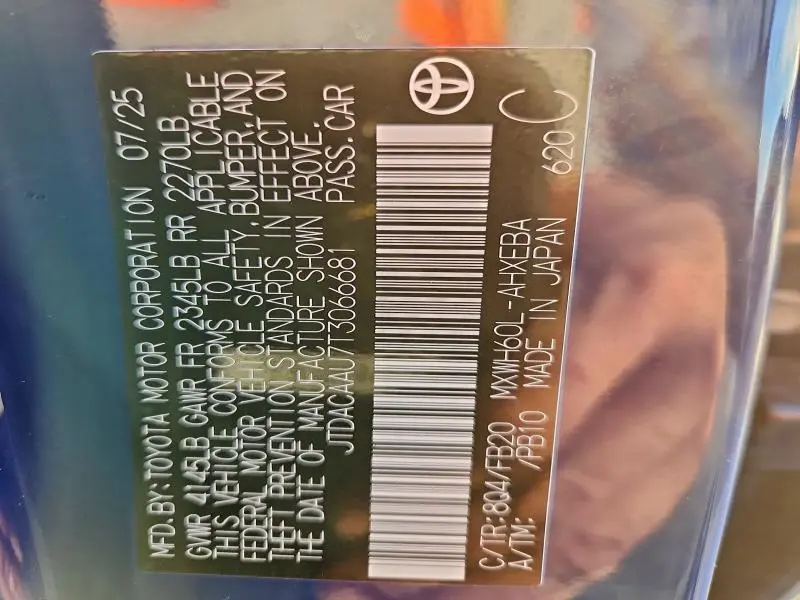 MFD.BY:TOYOTA MOTOR CORPORATION 07/25
GVWR 4145LB GAWR FR 2345LB RR 2270LB
THIS VEHICLE CONFORMS TO ALL APPLICABLE
FEDERAL MOTOR VEHICLE SAFETY,BUMPER,AND
THEFT PREVENTION STANDARDS IN EFFECT ON
THE DATE OF MANUFACTURE SHOWN ABOVE.
JTDACAAU7T3066681 PASS.CAR
C/TR:8Q4/FB20 MXWH60L-AHXEBA
A/TM: /PB10 MADE IN JAPAN 620 C